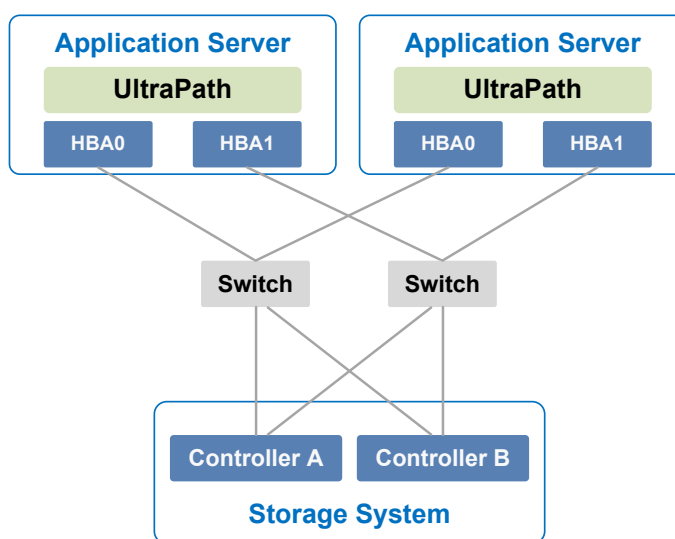 Application Server
UltraPath
HBA0
HBA1
Application Server
UltraPath
HBA0
HBA1
Switch
Switch
Controller A
Controller B
Storage System